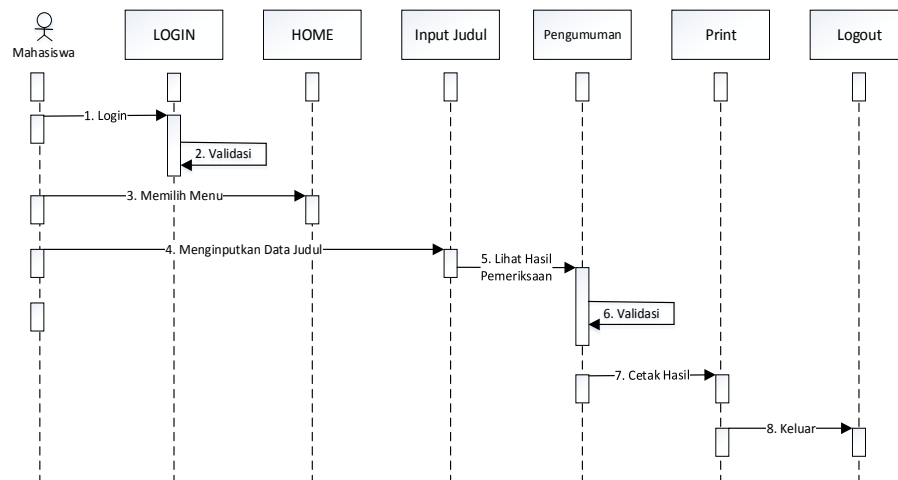 Mahasiswa
LOGIN
HOME
Input Judul
Pengumuman
Print
Logout
1. Login
2. Validasi
3. Memilih Menu
4. Menginputkan Data Judul
5. Lihat Hasil
Pemeriksaan
6. Validasi
7. Cetak Hasil
8. Keluar